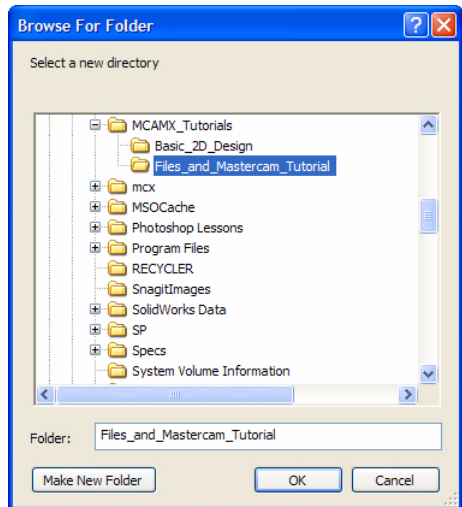 Browse For Folder
Select a new directory
MCAMX_Tutorials
Basic_2D_Design
Files_and_Mastercam_Tutorial
mcx
MSOCache
Photoshop Lessons
Program Files
RECYCLER
SnagitImages
SolidWorks Data
SP
Specs
System Volume Information
Folder: Files_and_Mastercam_Tutorial
Make New Folder OK Cancel